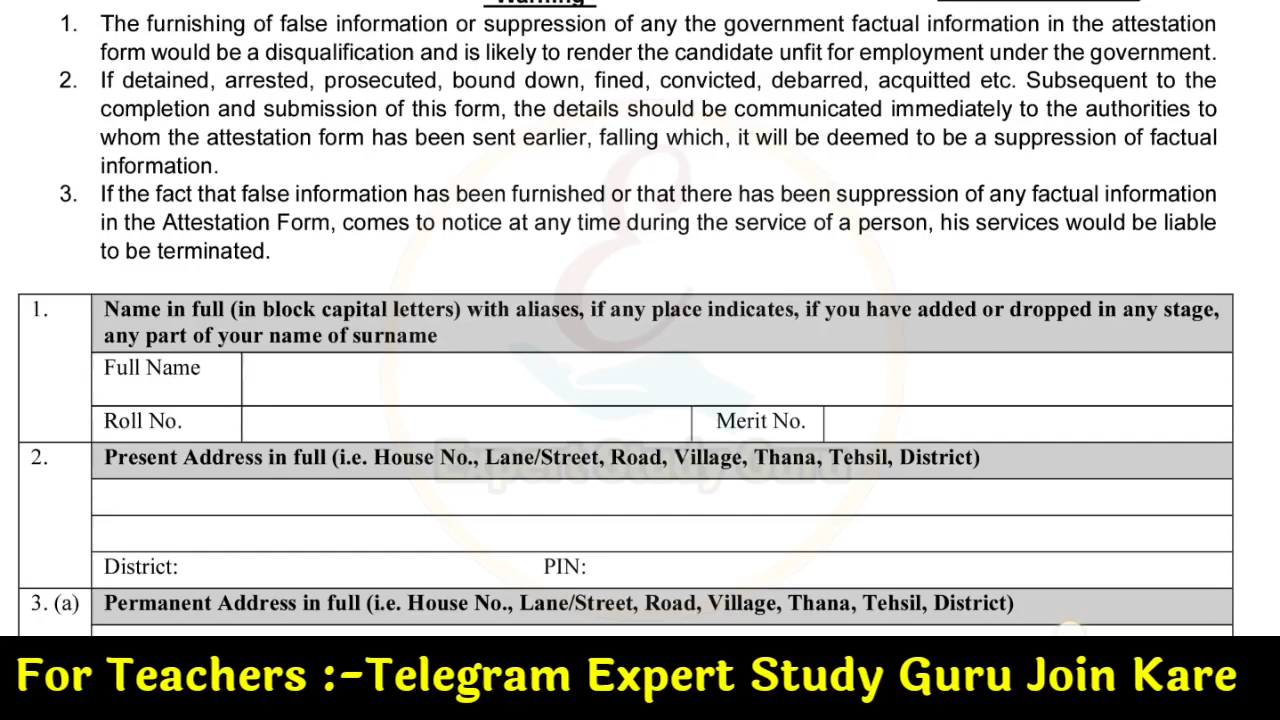 Warning
1. The furnishing of false information or suppression of any the government factual information in the attestation
form would be a disqualification and is likely to render the candidate unfit for employment under the government.
2. If detained, arrested, prosecuted, bound down, fined, convicted, debarred, acquitted etc. Subsequent to the
completion and submission of this form, the details should be communicated immediately to the authorities to
whom the attestation form has been sent earlier, falling which, it will be deemed to be a suppression of factual
information.
3. If the fact that false information has been furnished or that there has been suppression of any factual information
in the Attestation Form, comes to notice at any time during the service of a person, his services would be liable
to be terminated.
1. Name in full (in block capital letters) with aliases, if any place indicates, if you have added or dropped in any stage,
any part of your name of surname
Full Name
Roll No. Merit No.
2. Present Address in full (i.e. House No., Lane/Street, Road, Village, Thana, Tehsil, District)
Expert Study Guru
District: PIN:
3. (a) Permanent Address in full (i.e. House No., Lane/Street, Road, Village, Thana, Tehsil, District)
For Teachers :-Telegram Expert Study Guru Join Kare